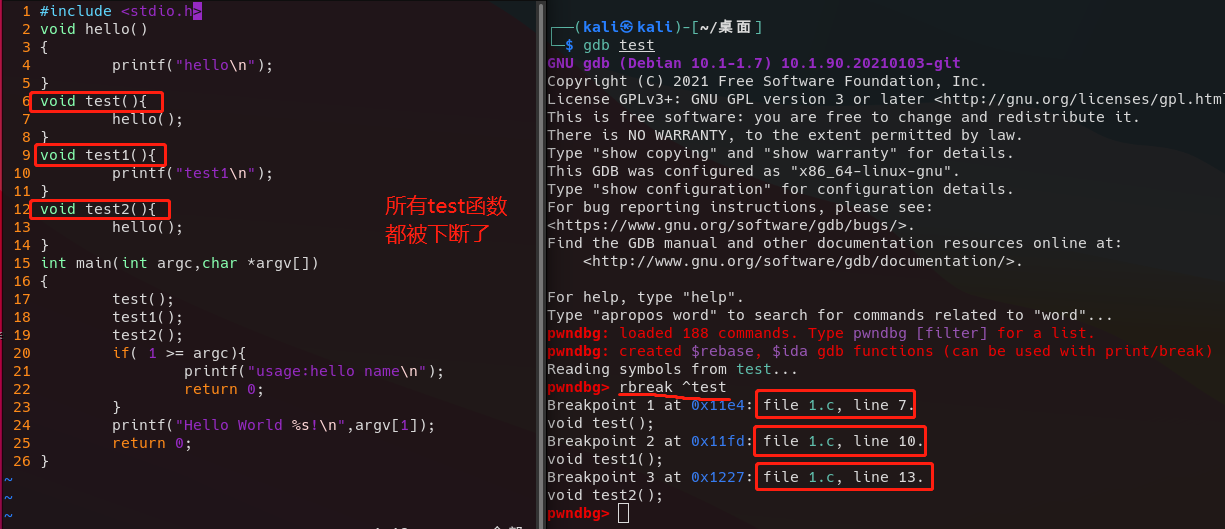 1 #include <stdio.h>
2 void hello()
3 {
4         printf("hello\n");
5 }
6 void test(){
7         hello();
8 }
9 void test1(){
10         printf("test1\n");
11 }
12 void test2(){
13         hello();
14 }
15 int main(int argc,char *argv[])
16 {
17         test();
18         test1();
19         test2();
20         if( 1 >= argc){
21                 printf("usage:hello name\n");
22                 return 0;
23         }
24         printf("Hello World %s!\n",argv[1]);
25         return 0;
26 }
~
~
~
所有test函数
都被下断了
┌──(kali㉿kali)-[~/桌面]
└─$ gdb test
GNU gdb (Debian 10.1-1.7) 10.1.90.20210103-git
Copyright (C) 2021 Free Software Foundation, Inc.
License GPLv3+: GNU GPL version 3 or later <http://gnu.org/licenses/gpl.html
This is free software: you are free to change and redistribute it.
There is NO WARRANTY, to the extent permitted by law.
Type "show copying" and "show warranty" for details.
This GDB was configured as "x86_64-linux-gnu".
Type "show configuration" for configuration details.
For bug reporting instructions, please see:
<https://www.gnu.org/software/gdb/bugs/>.
Find the GDB manual and other documentation resources online at:
    <http://www.gnu.org/software/gdb/documentation/>.
For help, type "help".
Type "apropos word" to search for commands related to "word"...
pwndbg: loaded 188 commands. Type pwndbg [filter] for a list.
pwndbg: created $rebase, $ida gdb functions (can be used with print/break)
Reading symbols from test...
pwndbg> rbreak ^test
Breakpoint 1 at 0x11e4: file 1.c, line 7.
void test();
Breakpoint 2 at 0x11fd: file 1.c, line 10.
void test1();
Breakpoint 3 at 0x1227: file 1.c, line 13.
void test2();
pwndbg>